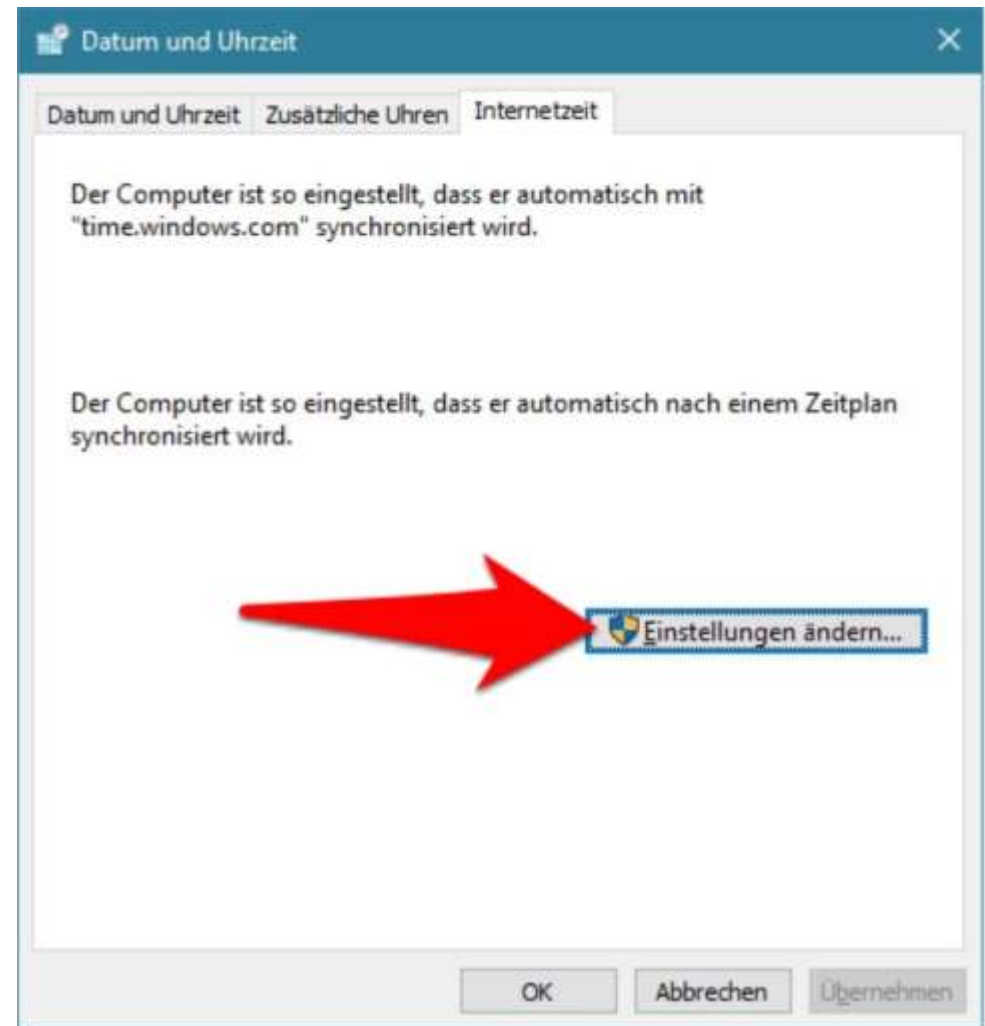 Datum und Uhrzeit
Datum und Uhrzeit Zusätzliche Uhren Internetzeit
Der Computer ist so eingestellt, dass er automatisch mit
"time.windows.com" synchronisiert wird.
Der Computer ist so eingestellt, dass er automatisch nach einem Zeitplan
synchronisiert wird.
Einstellungen ändern...
OK Abbrechen Übernehmen